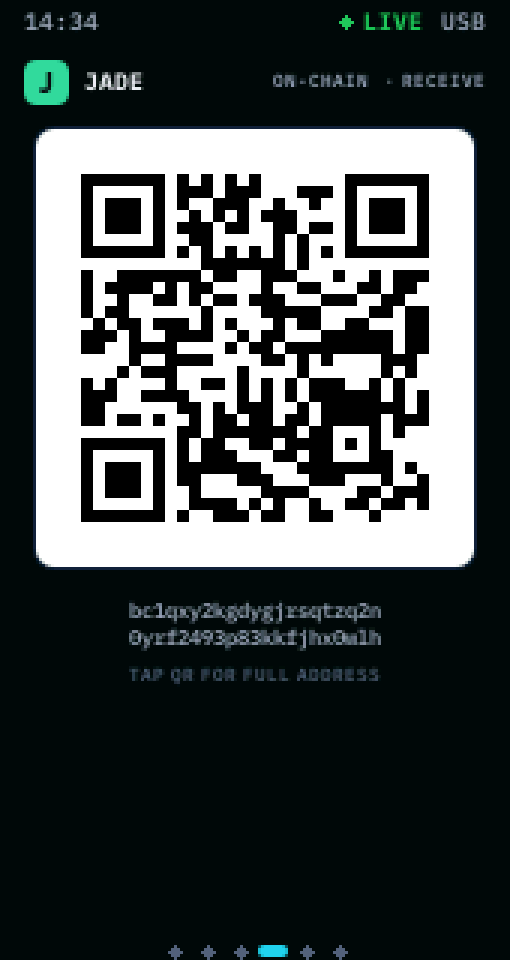 14:34 LIVE USB
J JADE ON-CHAIN · RECEIVE
bc1qxy2kgdygjrsqtzq2n
0yrf2493p83kkfjhx0wlh
TAP QR FOR FULL ADDRESS